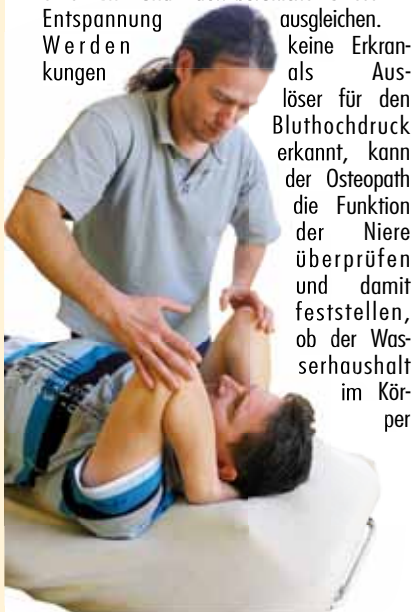 Entspannung ausgleichen.
Werden keine Erkran-
kungen als Aus-
löser für den
Bluthochdruck
erkannt, kann
der Osteopath
die Funktion
der Niere
überprüfen
und damit
feststellen,
ob der Was-
serhaushalt
im Kör-
per